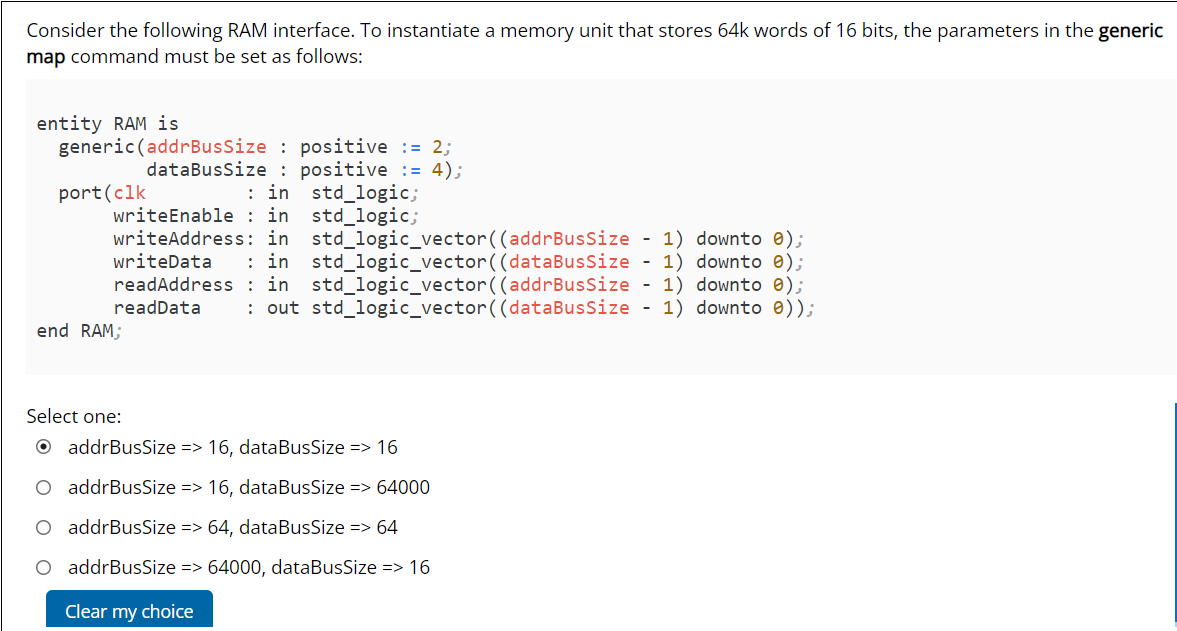 Consider the following RAM interface. To instantiate a memory unit that stores 64k words of 16 bits, the parameters in the generic
map command must be set as follows:
entity RAM is
  generic(addrBusSize : positive := 2;
          dataBusSize : positive := 4);
  port(clk         : in  std_logic;
       writeEnable : in  std_logic;
       writeAddress: in  std_logic_vector((addrBusSize - 1) downto 0);
       writeData   : in  std_logic_vector((dataBusSize - 1) downto 0);
       readAddress : in  std_logic_vector((addrBusSize - 1) downto 0);
       readData    : out std_logic_vector((dataBusSize - 1) downto 0));
end RAM;
Select one:
addrBusSize => 16, dataBusSize => 16
addrBusSize => 16, dataBusSize => 64000
addrBusSize => 64, dataBusSize => 64
addrBusSize => 64000, dataBusSize => 16
Clear my choice